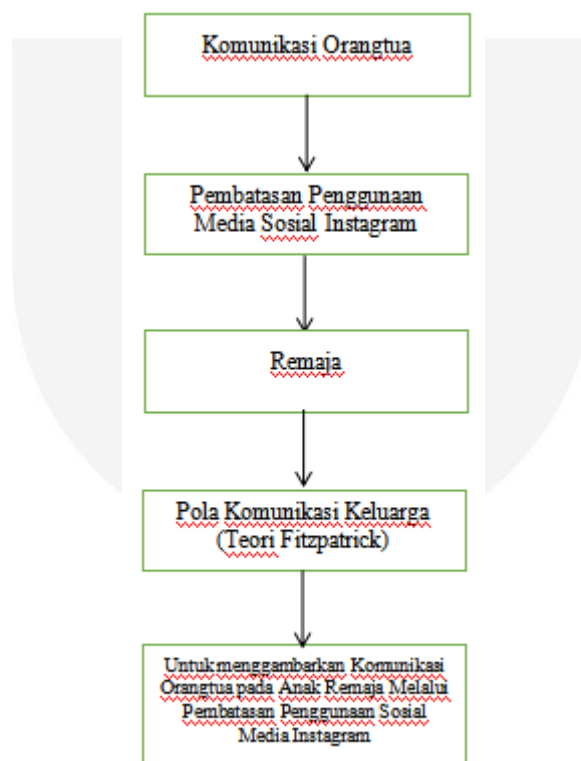 Komunikasi Orangtua
Pembatasan Penggunaan
Media Sosial Instagram
Remaja
Pola Komunikasi Keluarga
(Teori Fitzpatrick)
Untuk menggambarkan Komunikasi
Orangtua pada Anak Remaja Melalui
Pembatasan Penggunaan Sosial
Media Instagram